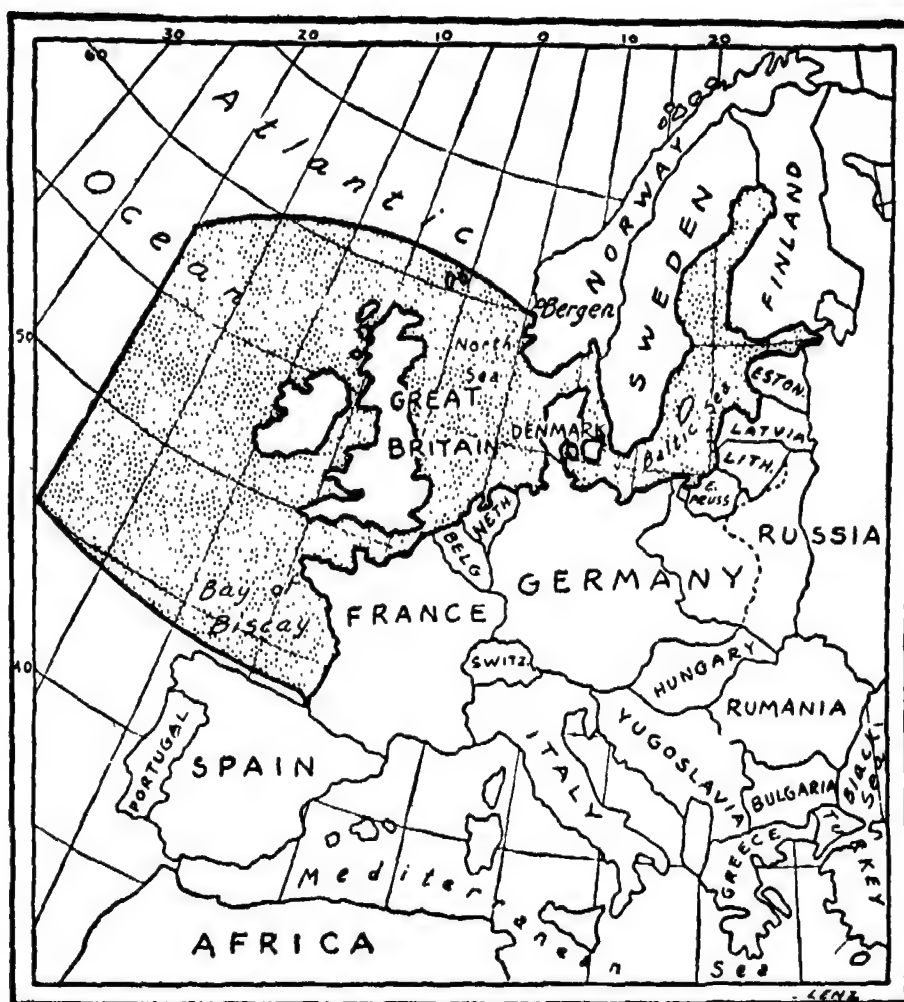 60 30 20 10 0 10 20
Atlantic
Ocean
NORWAY
SWEDEN
FINLAND
Bergen
50
North
Sea
GREAT
BRITAIN
DENMARK
Baltic Sea
ESTON
LATVIA
LITH.
E.
PRUSS
RUSSIA
NETH
BELG
GERMANY
Bay of
Biscay
FRANCE
SWITZ
HUNGARY
40
RUMANIA
PORTUGAL
SPAIN
ITALY
YUGOSLAVIA
Black
Sea
BULGARIA
GREECE
TURKEY
Mediterranean Sea
AFRICA
LENZ